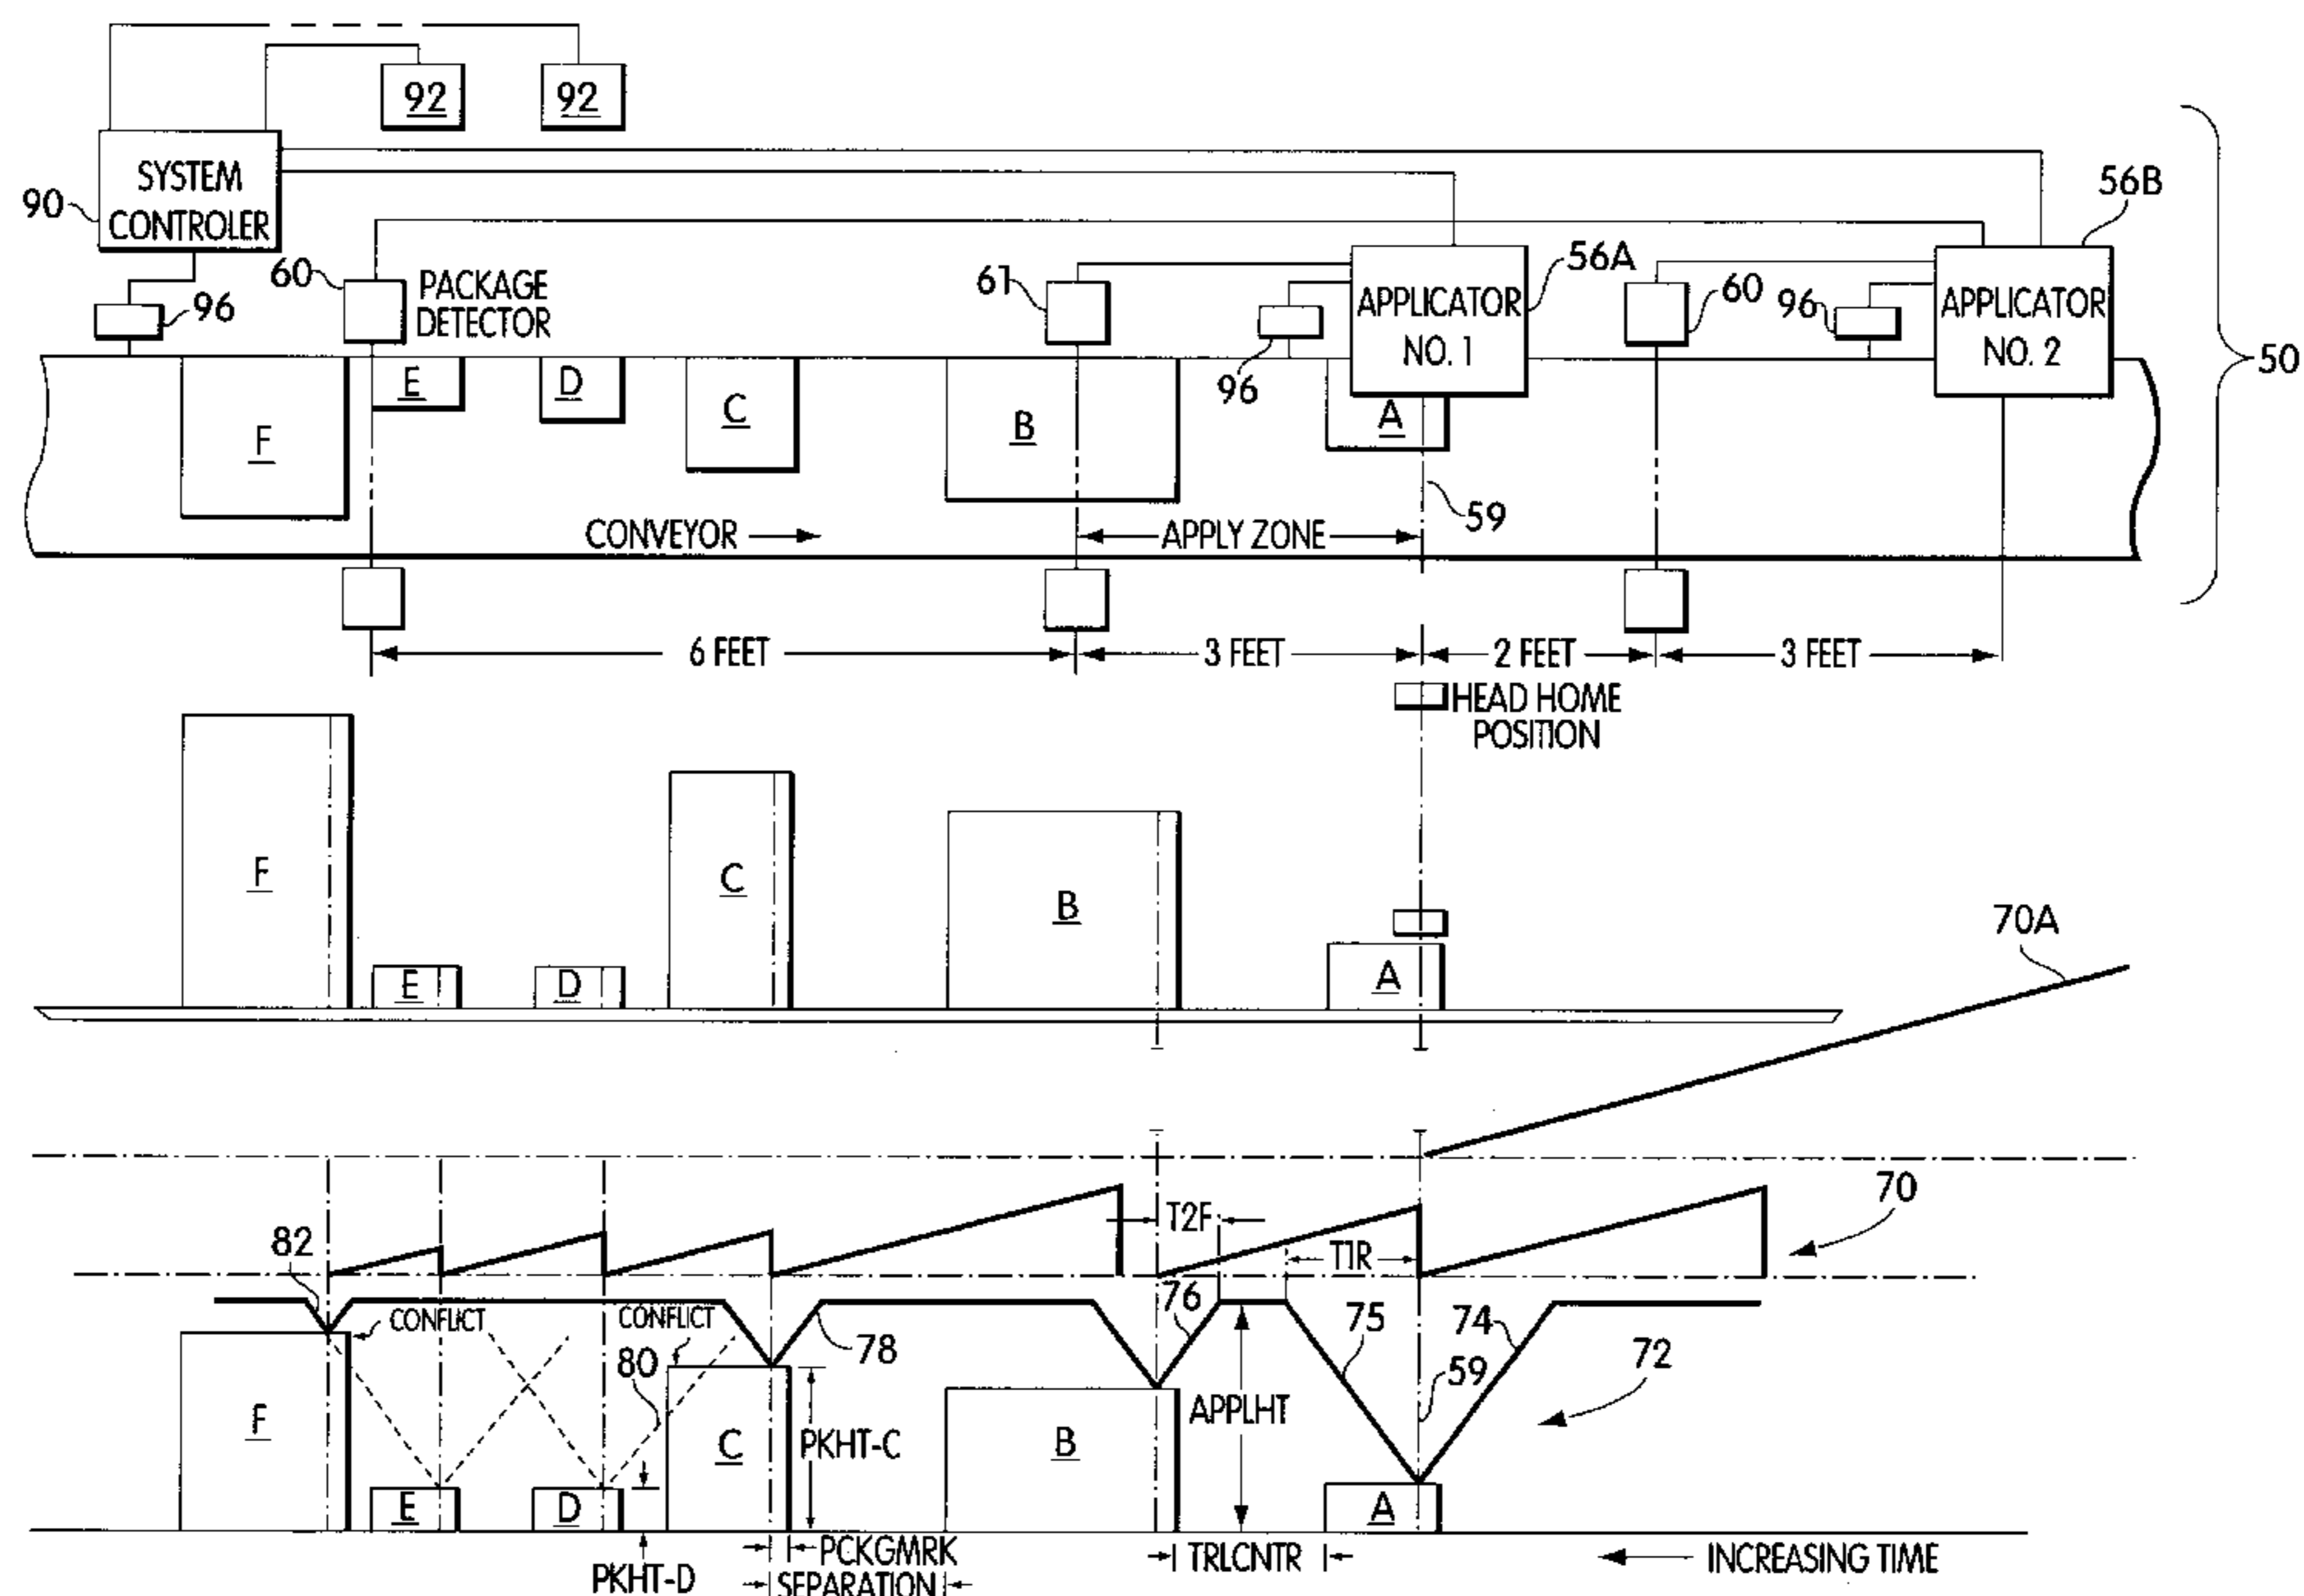 92
92
SYSTEM
CONTROLER
90
96
60
PACKAGE
DETECTOR
61
96
APPLICATOR
NO. 1
56A
60
96
APPLICATOR
NO. 2
56B
50
F
E
D
C
B
A
59
CONVEYOR
APPLY ZONE
6 FEET
3 FEET
2 FEET
3 FEET
HEAD HOME
POSITION
F
E
D
C
B
A
70A
70
T2F
T1R
82
CONFLICT
CONFLICT
78
76
75
74
59
72
80
F
E
D
C
PKHT-C
B
APPLHT
A
PKHT-D
PCKGMRK
SEPARATION
TRLCNTR
INCREASING TIME